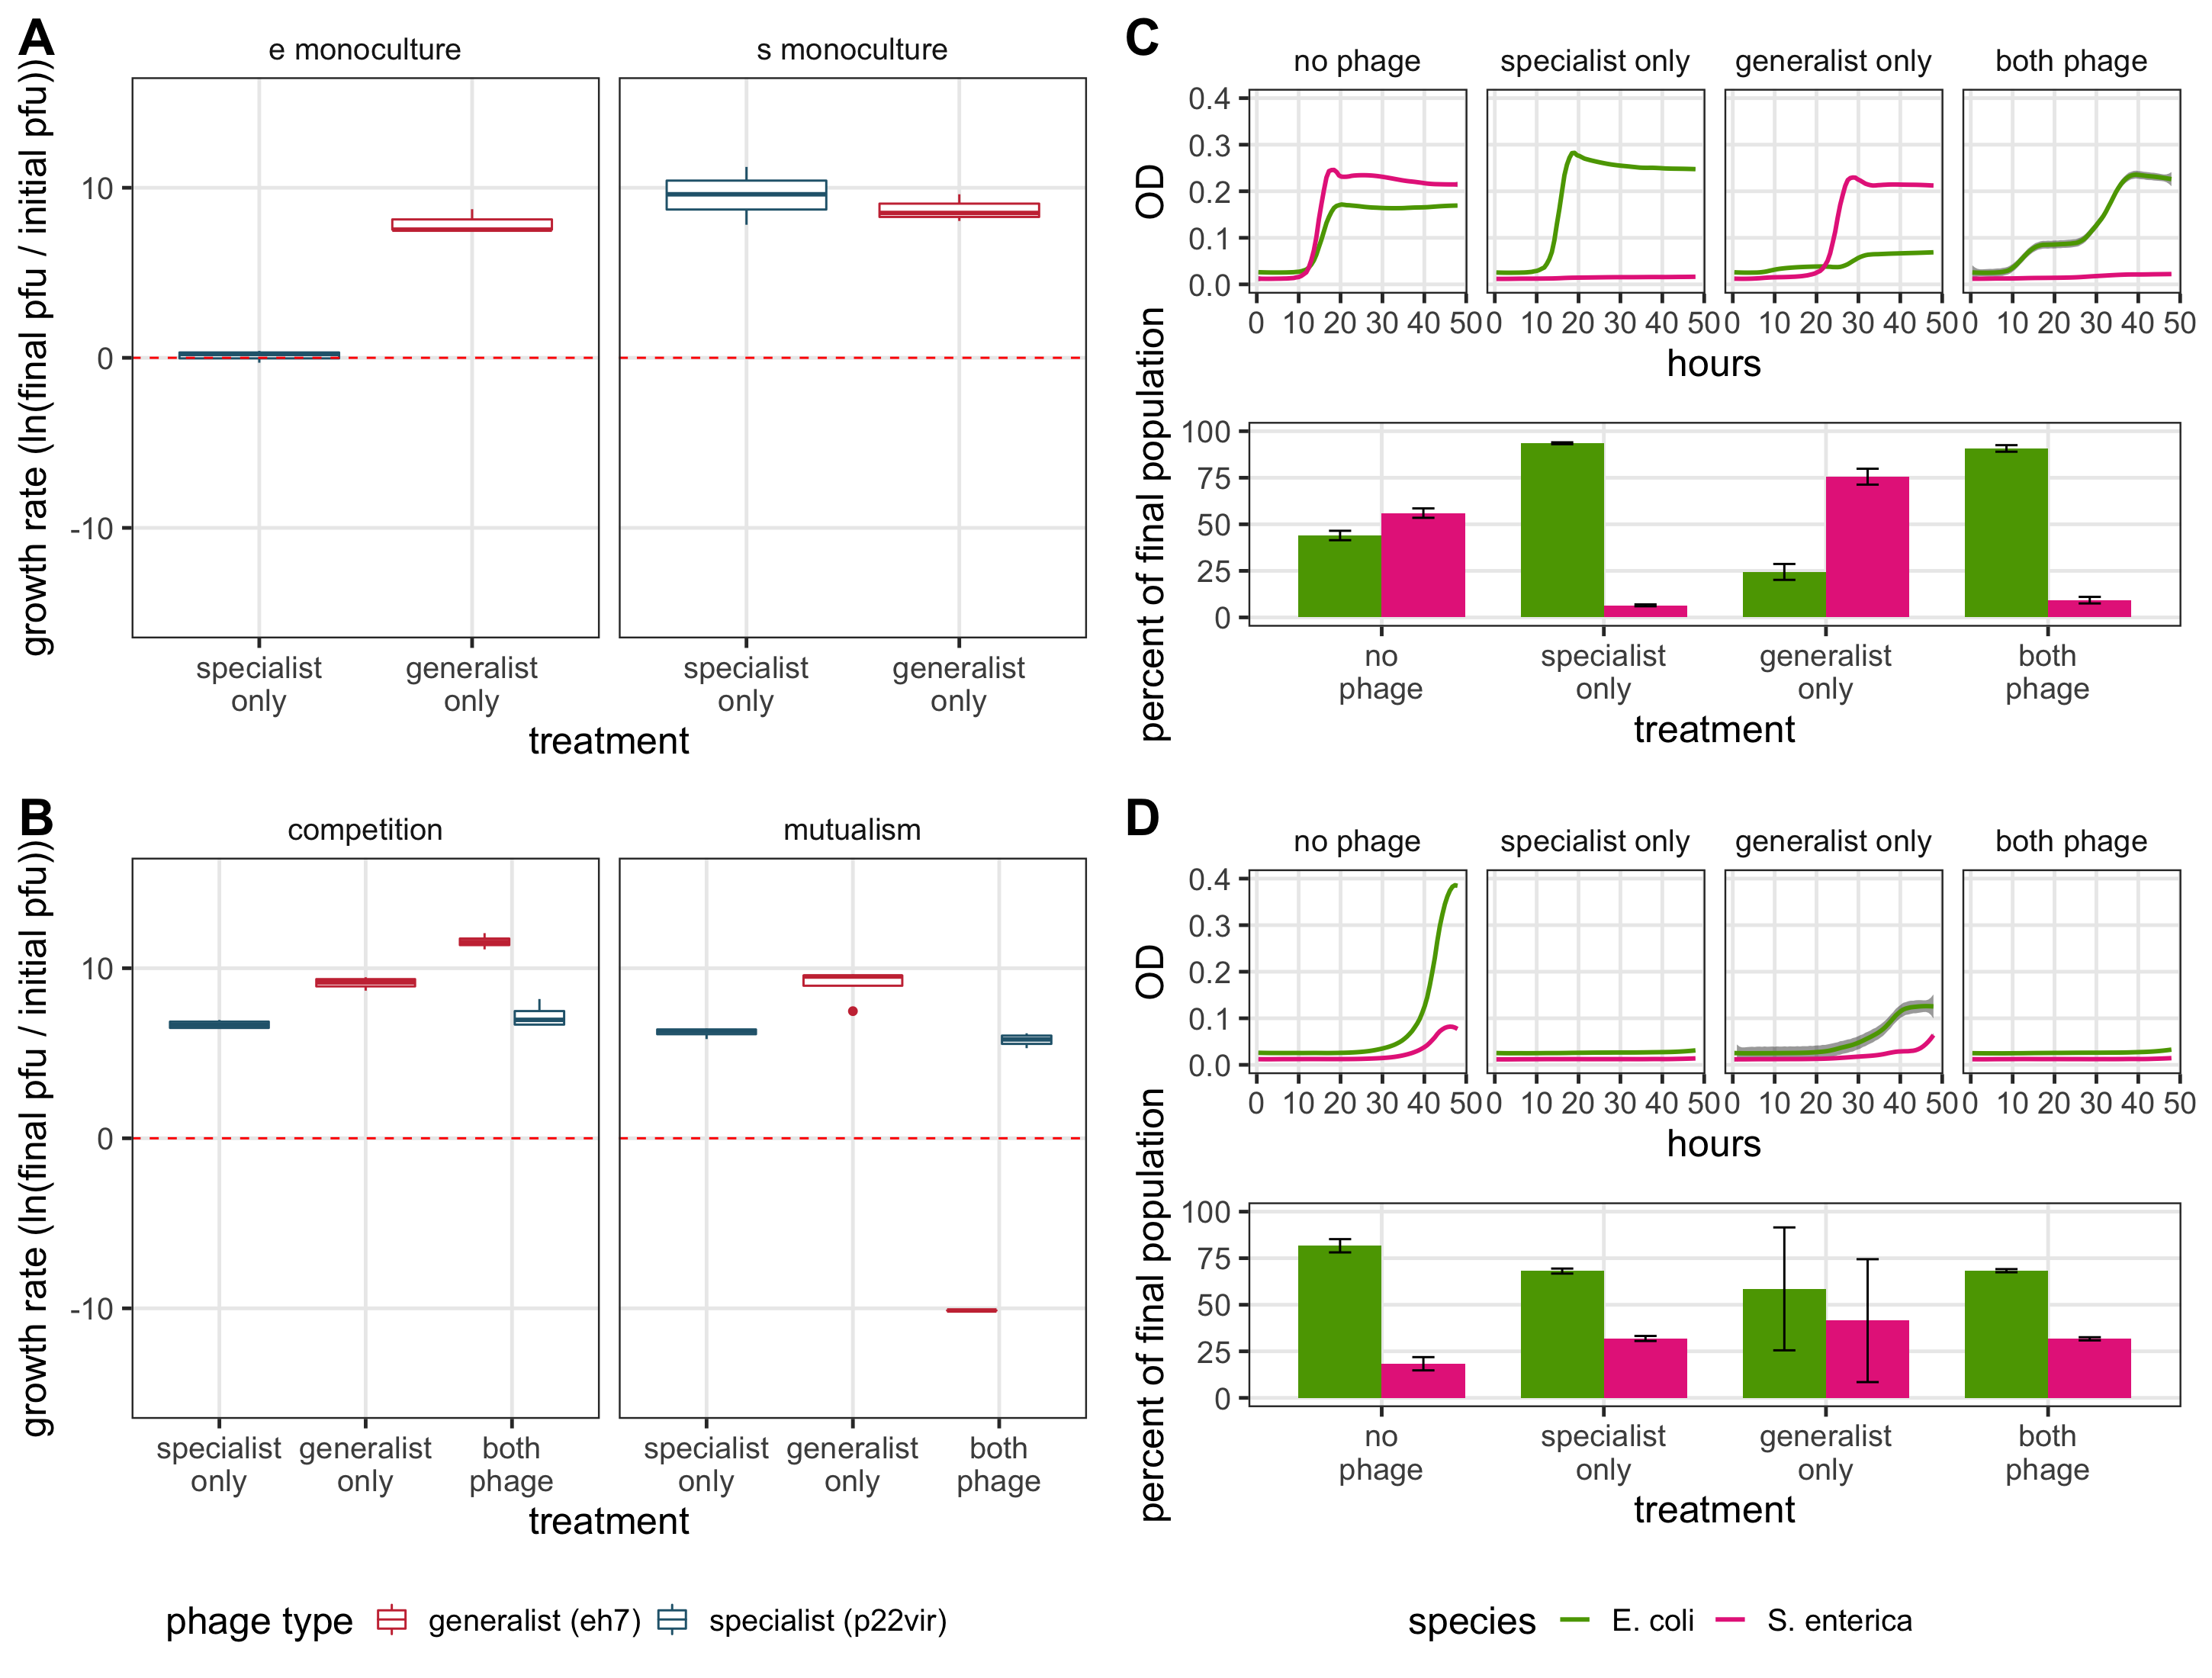 A
e monoculture
s monoculture
growth rate (ln(final pfu / initial pfu))
10
0
-10
specialist only
generalist only
specialist only
generalist only
treatment
B
competition
mutualism
growth rate (ln(final pfu / initial pfu))
10
0
-10
specialist only
generalist only
both phage
specialist only
generalist only
both phage
treatment
phage type
generalist (eh7)
specialist (p22vir)
C
no phage
specialist only
generalist only
both phage
OD
0.4
0.3
0.2
0.1
0.0
0 10 20 30 40 50
0 10 20 30 40 50
0 10 20 30 40 50
0 10 20 30 40 50
hours
percent of final population
100
75
50
25
0
no phage
specialist only
generalist only
both phage
treatment
D
no phage
specialist only
generalist only
both phage
OD
0.4
0.3
0.2
0.1
0.0
0 10 20 30 40 50
0 10 20 30 40 50
0 10 20 30 40 50
0 10 20 30 40 50
hours
percent of final population
100
75
50
25
0
no phage
specialist only
generalist only
both phage
treatment
species
E. coli
S. enterica